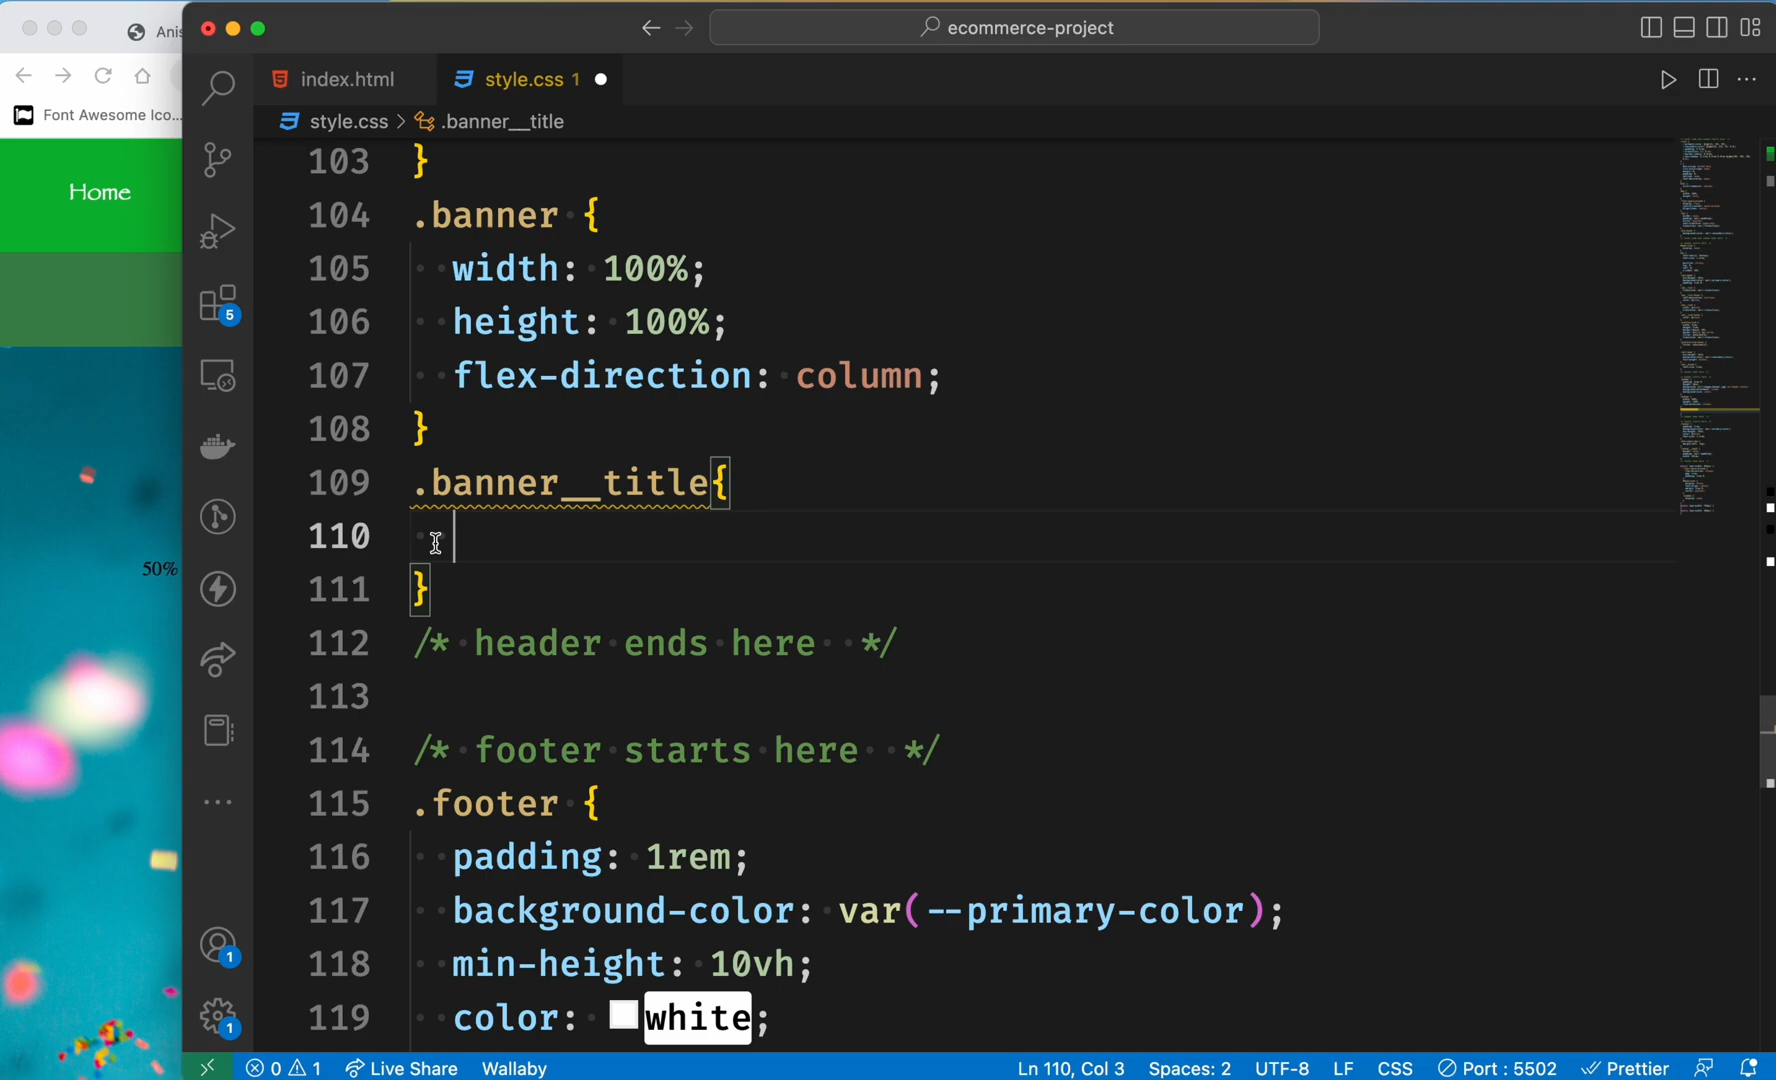 Anis
ecommerce-project
index.html
style.css 1
Font Awesome Ico...
style.css > .banner__title
Home
50%
103 }
104 .banner {
105 width: 100%;
106 height: 100%;
107 flex-direction: column;
108 }
109 .banner__title{
110
111 }
112 /* header ends here */
113
114 /* footer starts here */
115 .footer {
116 padding: 1rem;
117 background-color: var(--primary-color);
118 min-height: 10vh;
119 color: white;
5
1
1
0 1 Live Share Wallaby Ln 110, Col 3 Spaces: 2 UTF-8 LF CSS Port : 5502 Prettier